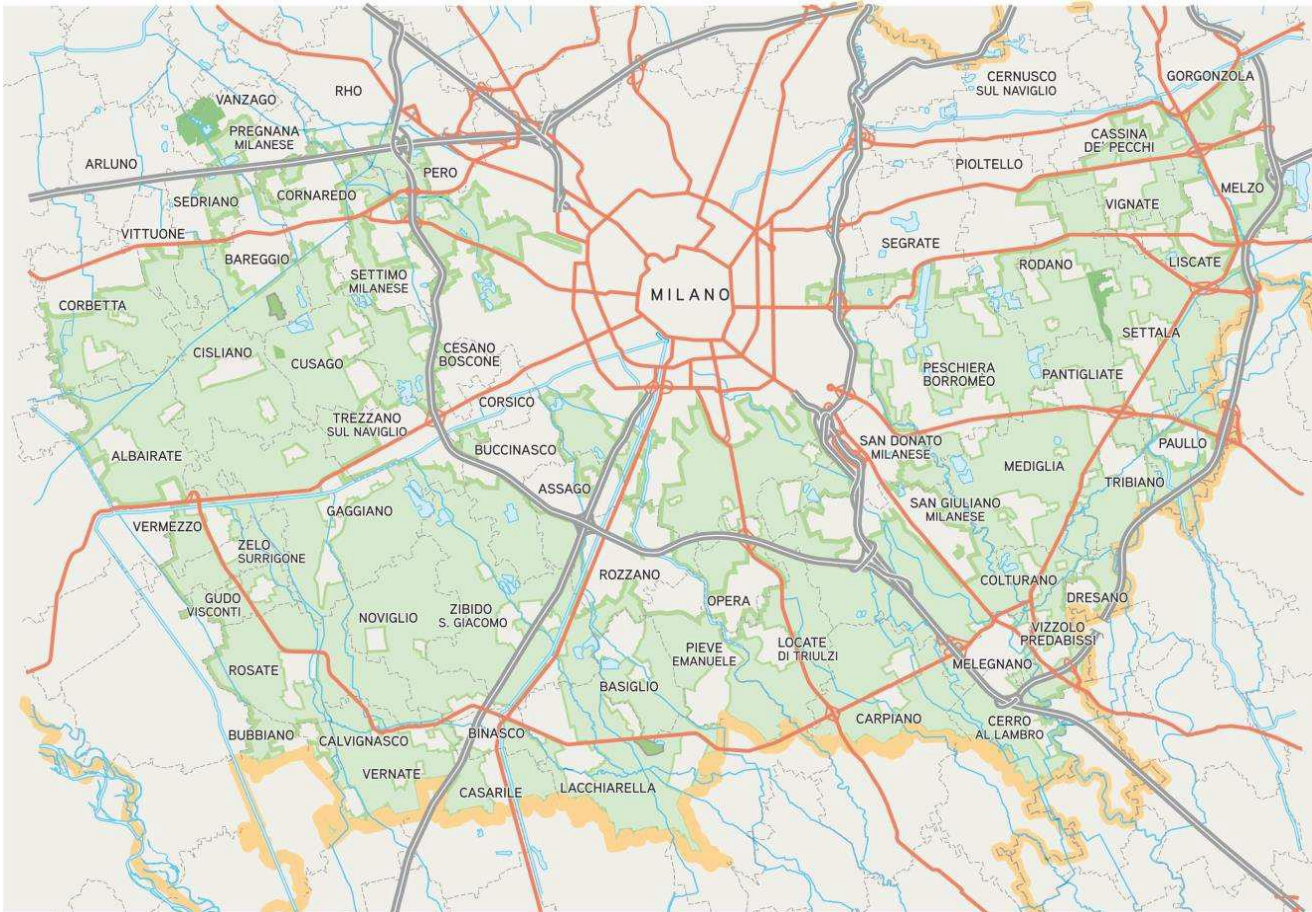 VANZAGO
RHO
CERNUSCO
SUL NAVIGLIO
GORGONZOLA
PREGNANA
MILANESE
CASSINA
DE' PECCHI
ARLUNO
PERO
PIOLTELLO
CORNAREDO
SEDRIANO
MELZO
VIGNATE
VITTUONE
SEGRATE
BAREGGIO
SETTIMO
MILANESE
RODANO
LISCATE
MILANO
CORBETTA
SETTALA
CISLIANO
CUSAGO
CESANO
BOSCONE
PESCHIERA
BORROMEO
PANTIGLIATE
CORSICO
TREZZANO
SUL NAVIGLIO
SAN DONATO
MILANESE
PAULLO
BUCCINASCO
ALBAIRATE
MEDIGLIA
TRIBIANO
ASSAGO
SAN GIULIANO
MILANESE
GAGGIANO
VERMEZZO
ZELO
SURRIGONE
ROZZANO
COLTURANO
DRESANO
GUDO
VISCONTI
OPERA
NOVIGLIO
ZIBIDO
S. GIACOMO
VIZZOLO
PREDABISSI
PIEVE
EMANUELE
LOCATE
DI TRIULZI
MELEGNANO
ROSATE
BASIGLIO
CARPIANO
CERRO
AL LAMBRO
BUBBIANO
CALVIGNASCO
BINASCO
VERNATE
CASARILE
LACCHIARELLA